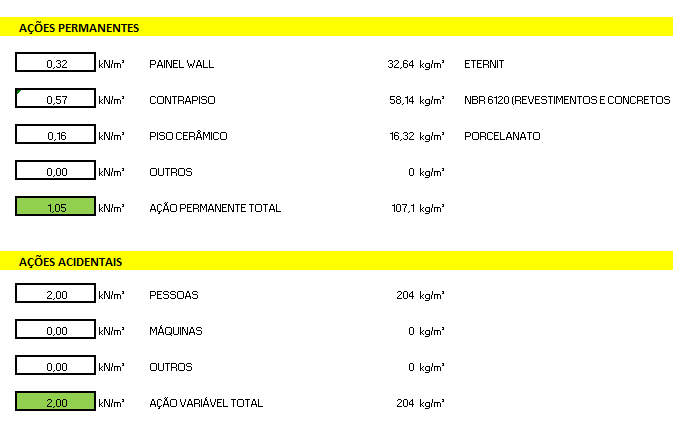 AÇÕES PERMANENTES
0,32 kN/m² PAINEL WALL 32,64 kg/m² ETERNIT
0,57 kN/m² CONTRAPISO 58,14 kg/m² NBR 6120 (REVESTIMENTOS E CONCRETOS
0,16 kN/m² PISO CERÂMICO 16,32 kg/m² PORCELANATO
0,00 kN/m² OUTROS 0 kg/m²
1,05 kN/m² AÇÃO PERMANENTE TOTAL 107,1 kg/m²
AÇÕES ACIDENTAIS
2,00 kN/m² PESSOAS 204 kg/m²
0,00 kN/m² MÁQUINAS 0 kg/m²
0,00 kN/m² OUTROS 0 kg/m²
2,00 kN/m² AÇÃO VARIÁVEL TOTAL 204 kg/m²